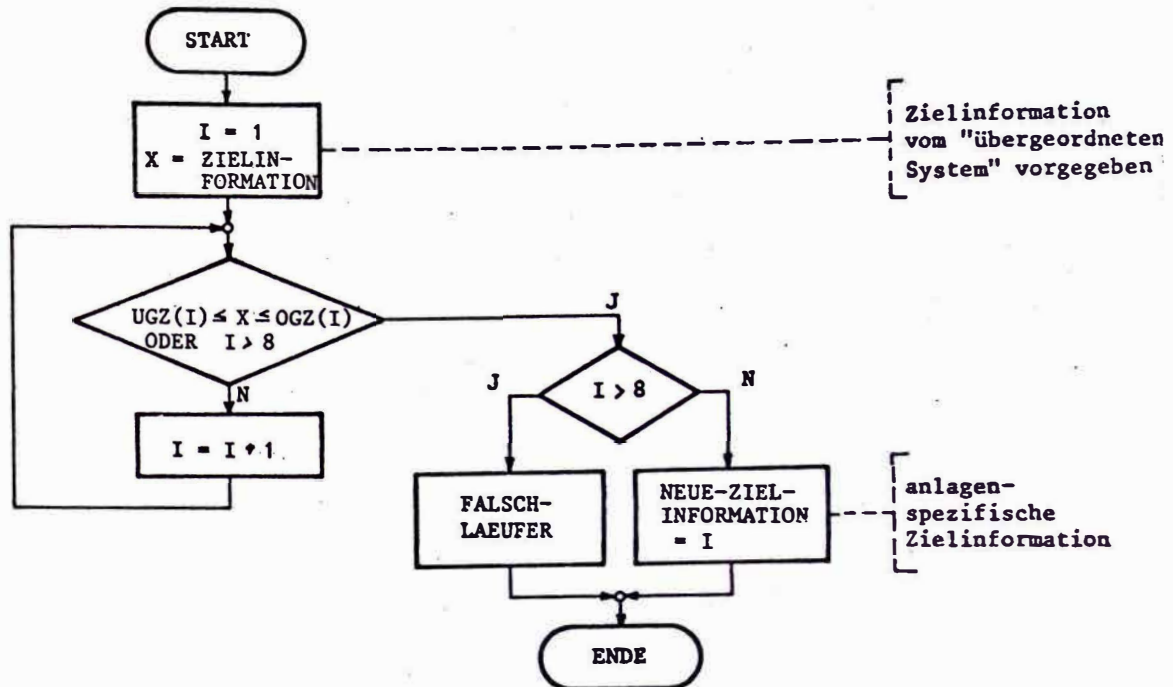 START
I = 1
X = ZIELIN-
FORMATION
Zielinformation
vom "übergeordneten
System" vorgegeben
UGZ(I) ≤ X ≤ OGZ(I)
ODER I > 8
J
N
I = I + 1
I > 8
J
N
FALSCH-
LAEUFER
NEUE-ZIEL-
INFORMATION
= I
anlagen-
spezifische
Zielinformation
ENDE